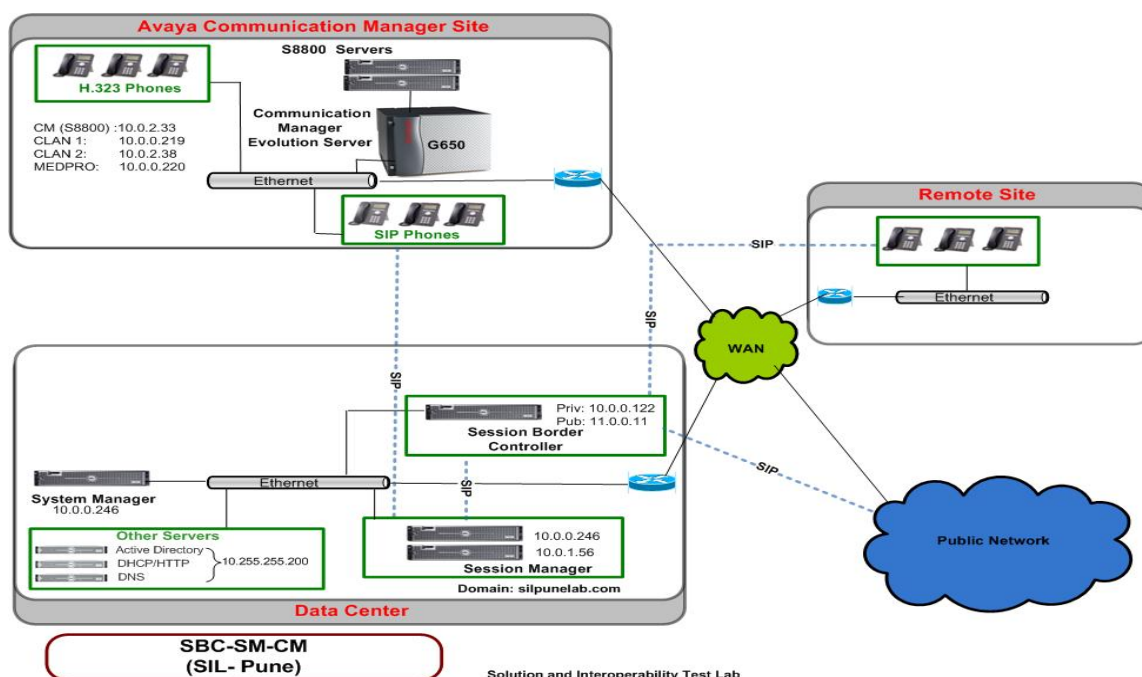 Avaya Communication Manager Site
S8800 Servers
H.323 Phones
Communication
Manager
Evolution Server
G650
CM (S8800) :10.0.2.33
CLAN 1: 10.0.0.219
CLAN 2: 10.0.2.38
MEDPRO: 10.0.0.220
Ethernet
SIP Phones
Remote Site
SIP
Ethernet
SIP
WAN
SIP
Priv: 10.0.0.122
Pub: 11.0.0.11
Session Border
Controller
SIP
System Manager
10.0.0.246
Ethernet
SIP
Other Servers
Active Directory
DHCP/HTTP
DNS
10.255.255.200
10.0.0.246
10.0.1.56
Session Manager
Domain: silpunelab.com
Data Center
Public Network
SBC-SM-CM
(SIL- Pune)
Solution and Interoperability Test Lab